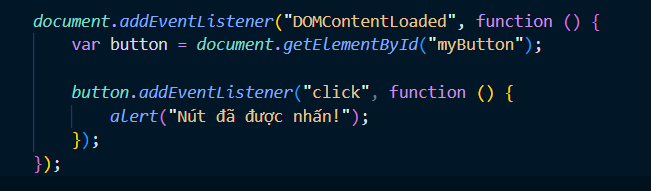 document.addEventListener("DOMContentLoaded", function () {
    var button = document.getElementById("myButton");

    button.addEventListener("click", function () {
        alert("Nút đã được nhấn!");
    });
});